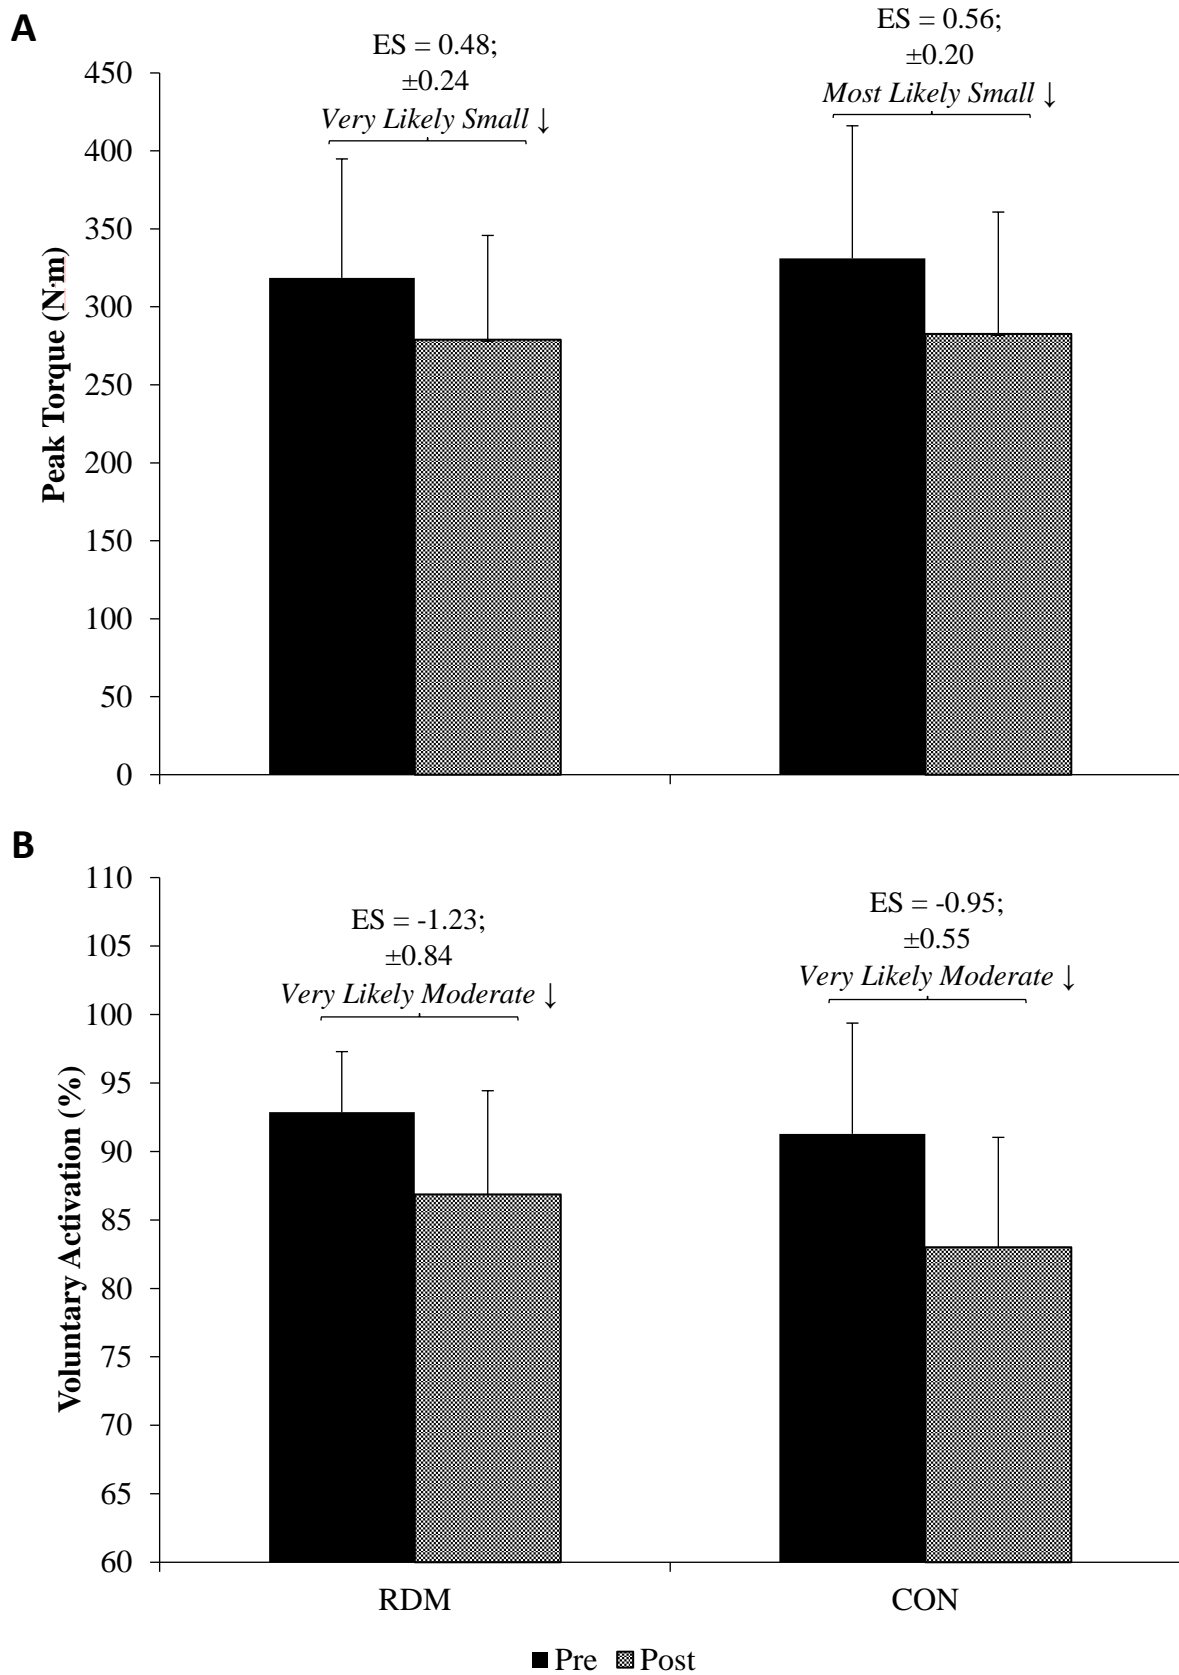 A
ES = 0.48;
±0.24
Very Likely Small ↓
ES = 0.56;
±0.20
Most Likely Small ↓
Peak Torque (N·m)
450
400
350
300
250
200
150
100
50
0
B
ES = -1.23;
±0.84
Very Likely Moderate ↓
ES = -0.95;
±0.55
Very Likely Moderate ↓
Voluntary Activation (%)
110
105
100
95
90
85
80
75
70
65
60
RDM
CON
Pre
Post